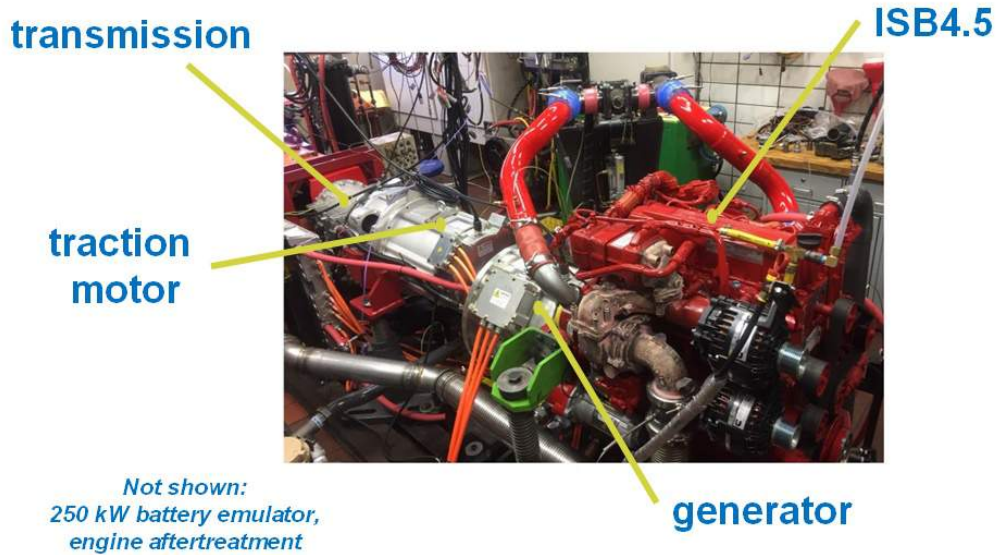 transmission
ISB4.5
traction
motor
generator
Not shown:
250 kW battery emulator,
engine aftertreatment